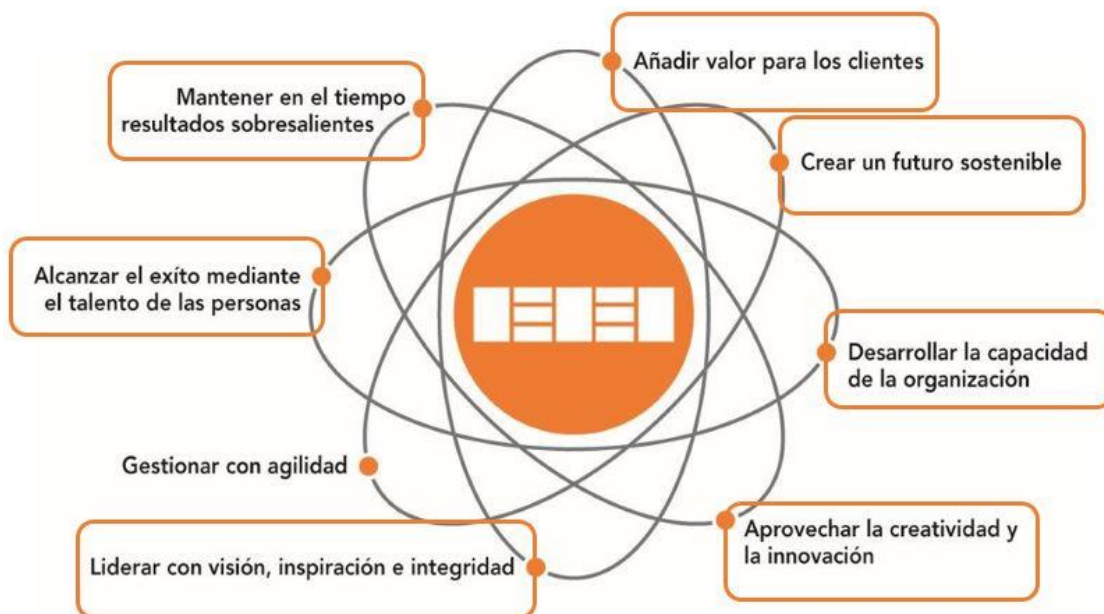 Añadir valor para los clientes
Mantener en el tiempo
resultados sobresalientes
Crear un futuro sostenible
Alcanzar el exíto mediante
el talento de las personas
Desarrollar la capacidad
de la organización
Gestionar con agilidad
Aprovechar la creatividad y
la innovación
Liderar con visión, inspiración e integridad